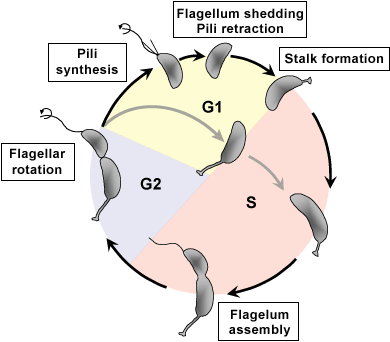 Flagellum shedding
Pili retraction
Pili
synthesis
Stalk formation
G1
Flagellar
rotation
G2
S
Flagelum
assembly